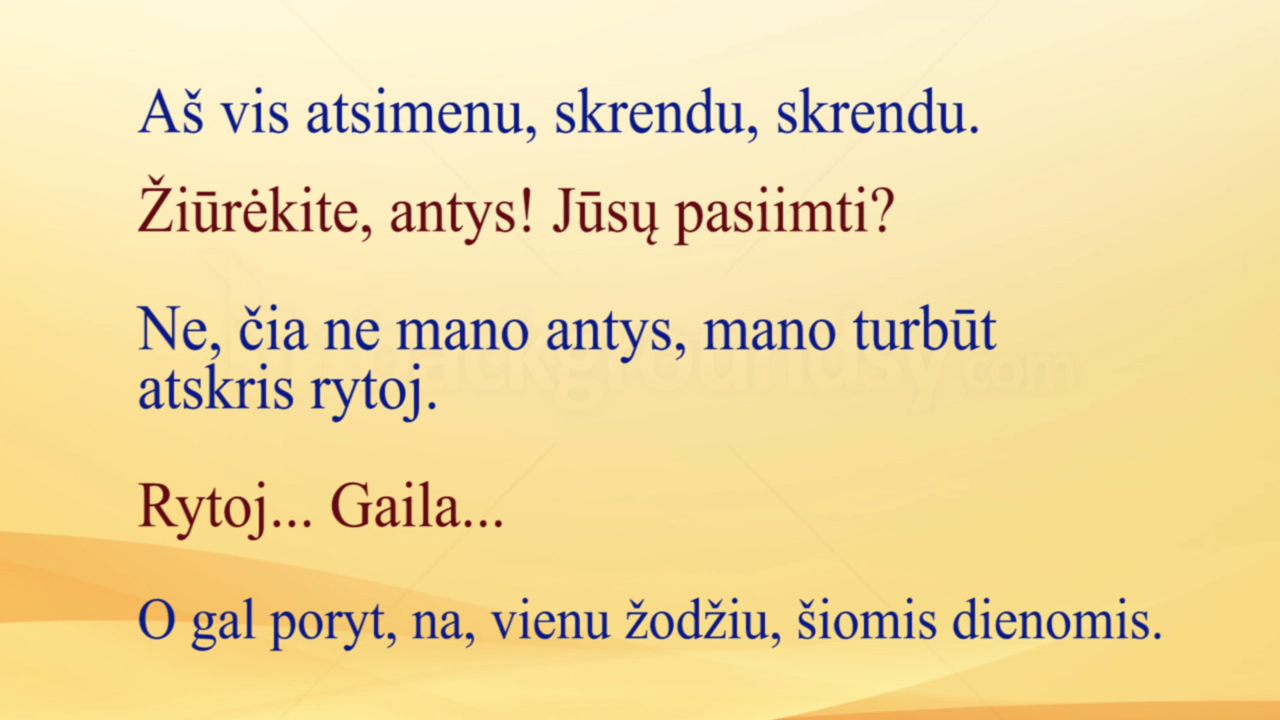 Aš vis atsimenu, skrendu, skrendu.
Žiūrėkite, antys! Jūsų pasiimti?
Ne, čia ne mano antys, mano turbūt
atskris rytoj.
Rytoj... Gaila...
O gal poryt, na, vienu žodžiu, šiomis dienomis.